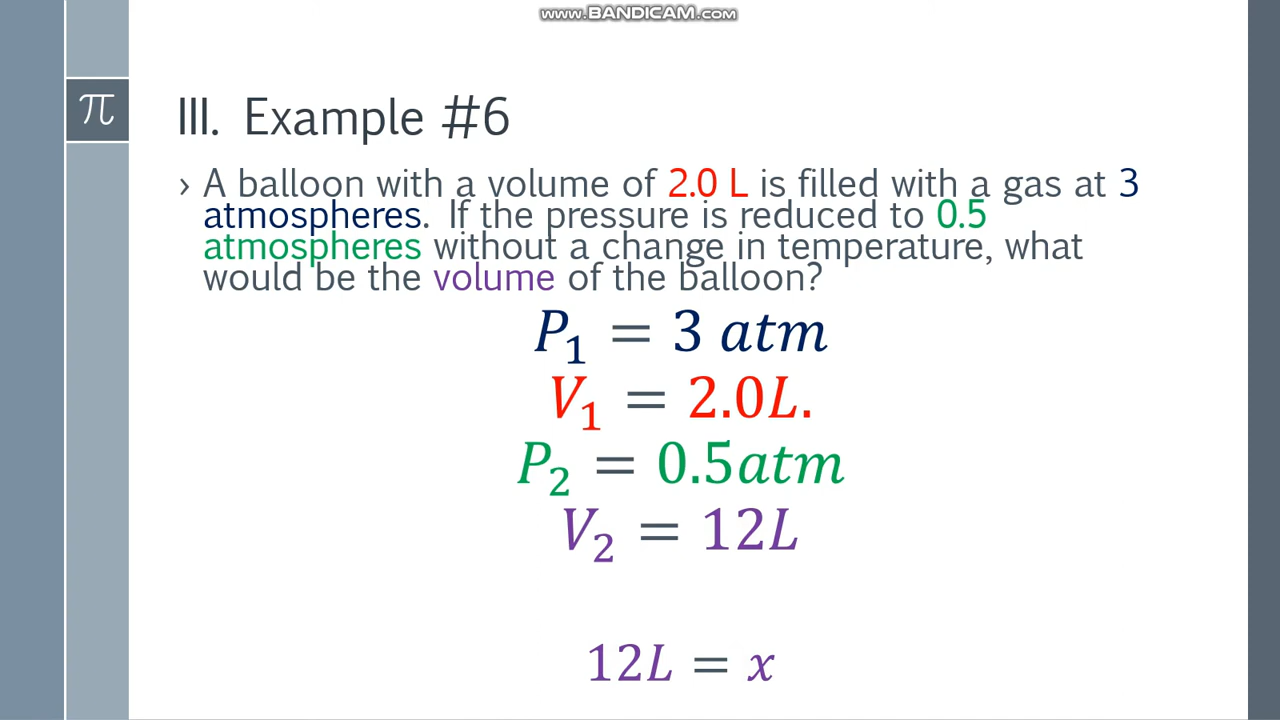 www.BANDICAM.com
π
III. Example #6
› A balloon with a volume of 2.0 L is filled with a gas at 3
atmospheres. If the pressure is reduced to 0.5
atmospheres without a change in temperature, what
would be the volume of the balloon?
P₁ = 3 atm
V₁ = 2.0L.
P₂ = 0.5atm
V₂ = 12L
12L = x